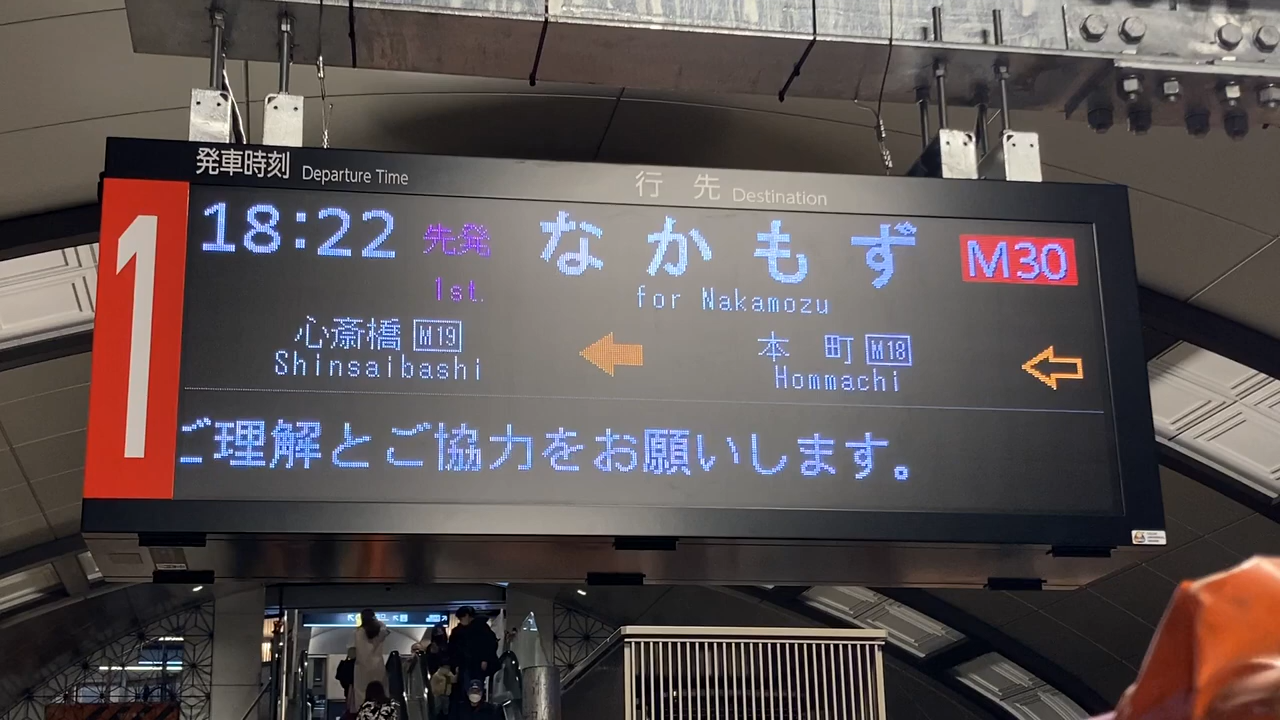 発車時刻 Departure Time 行先 Destination
1
18:22 先発 なかもず M30
1st. for Nakamozu
心斎橋 M19 本町 M18
Shinsaibashi Hommachi
ご理解とご協力をお願いします。